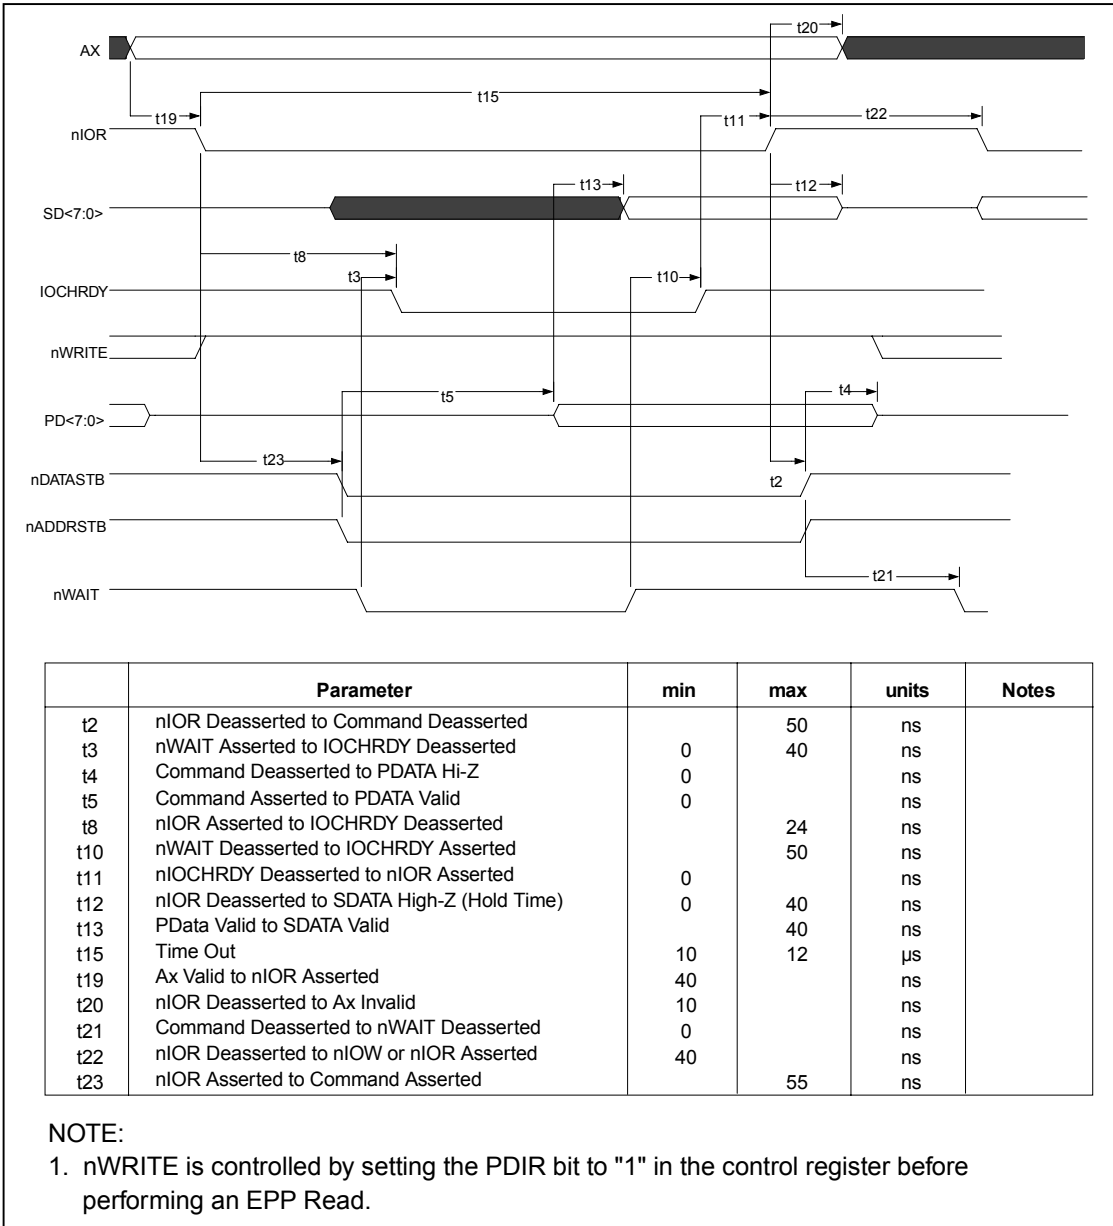 t20
AX
t15
t19
t11
t22
nIOR
t13
t12
SD<7:0>
t8
t3
t10
IOCHRDY
nWRITE
t5
t4
PD<7:0>
t23
nDATASTB
t2
nADDRSTB
t21
nWAIT
Parameter min max units Notes
t2 nIOR Deasserted to Command Deasserted 50 ns
t3 nWAIT Asserted to IOCHRDY Deasserted 0 40 ns
t4 Command Deasserted to PDATA Hi-Z 0 ns
t5 Command Asserted to PDATA Valid 0 ns
t8 nIOR Asserted to IOCHRDY Deasserted 24 ns
t10 nWAIT Deasserted to IOCHRDY Asserted 50 ns
t11 nIOCHRDY Deasserted to nIOR Asserted 0 ns
t12 nIOR Deasserted to SDATA High-Z (Hold Time) 0 40 ns
t13 PData Valid to SDATA Valid 40 ns
t15 Time Out 10 12 µs
t19 Ax Valid to nIOR Asserted 40 ns
t20 nIOR Deasserted to Ax Invalid 10 ns
t21 Command Deasserted to nWAIT Deasserted 0 ns
t22 nIOR Deasserted to nIOW or nIOR Asserted 40 ns
t23 nIOR Asserted to Command Asserted 55 ns
NOTE:
1. nWRITE is controlled by setting the PDIR bit to "1" in the control register before
performing an EPP Read.